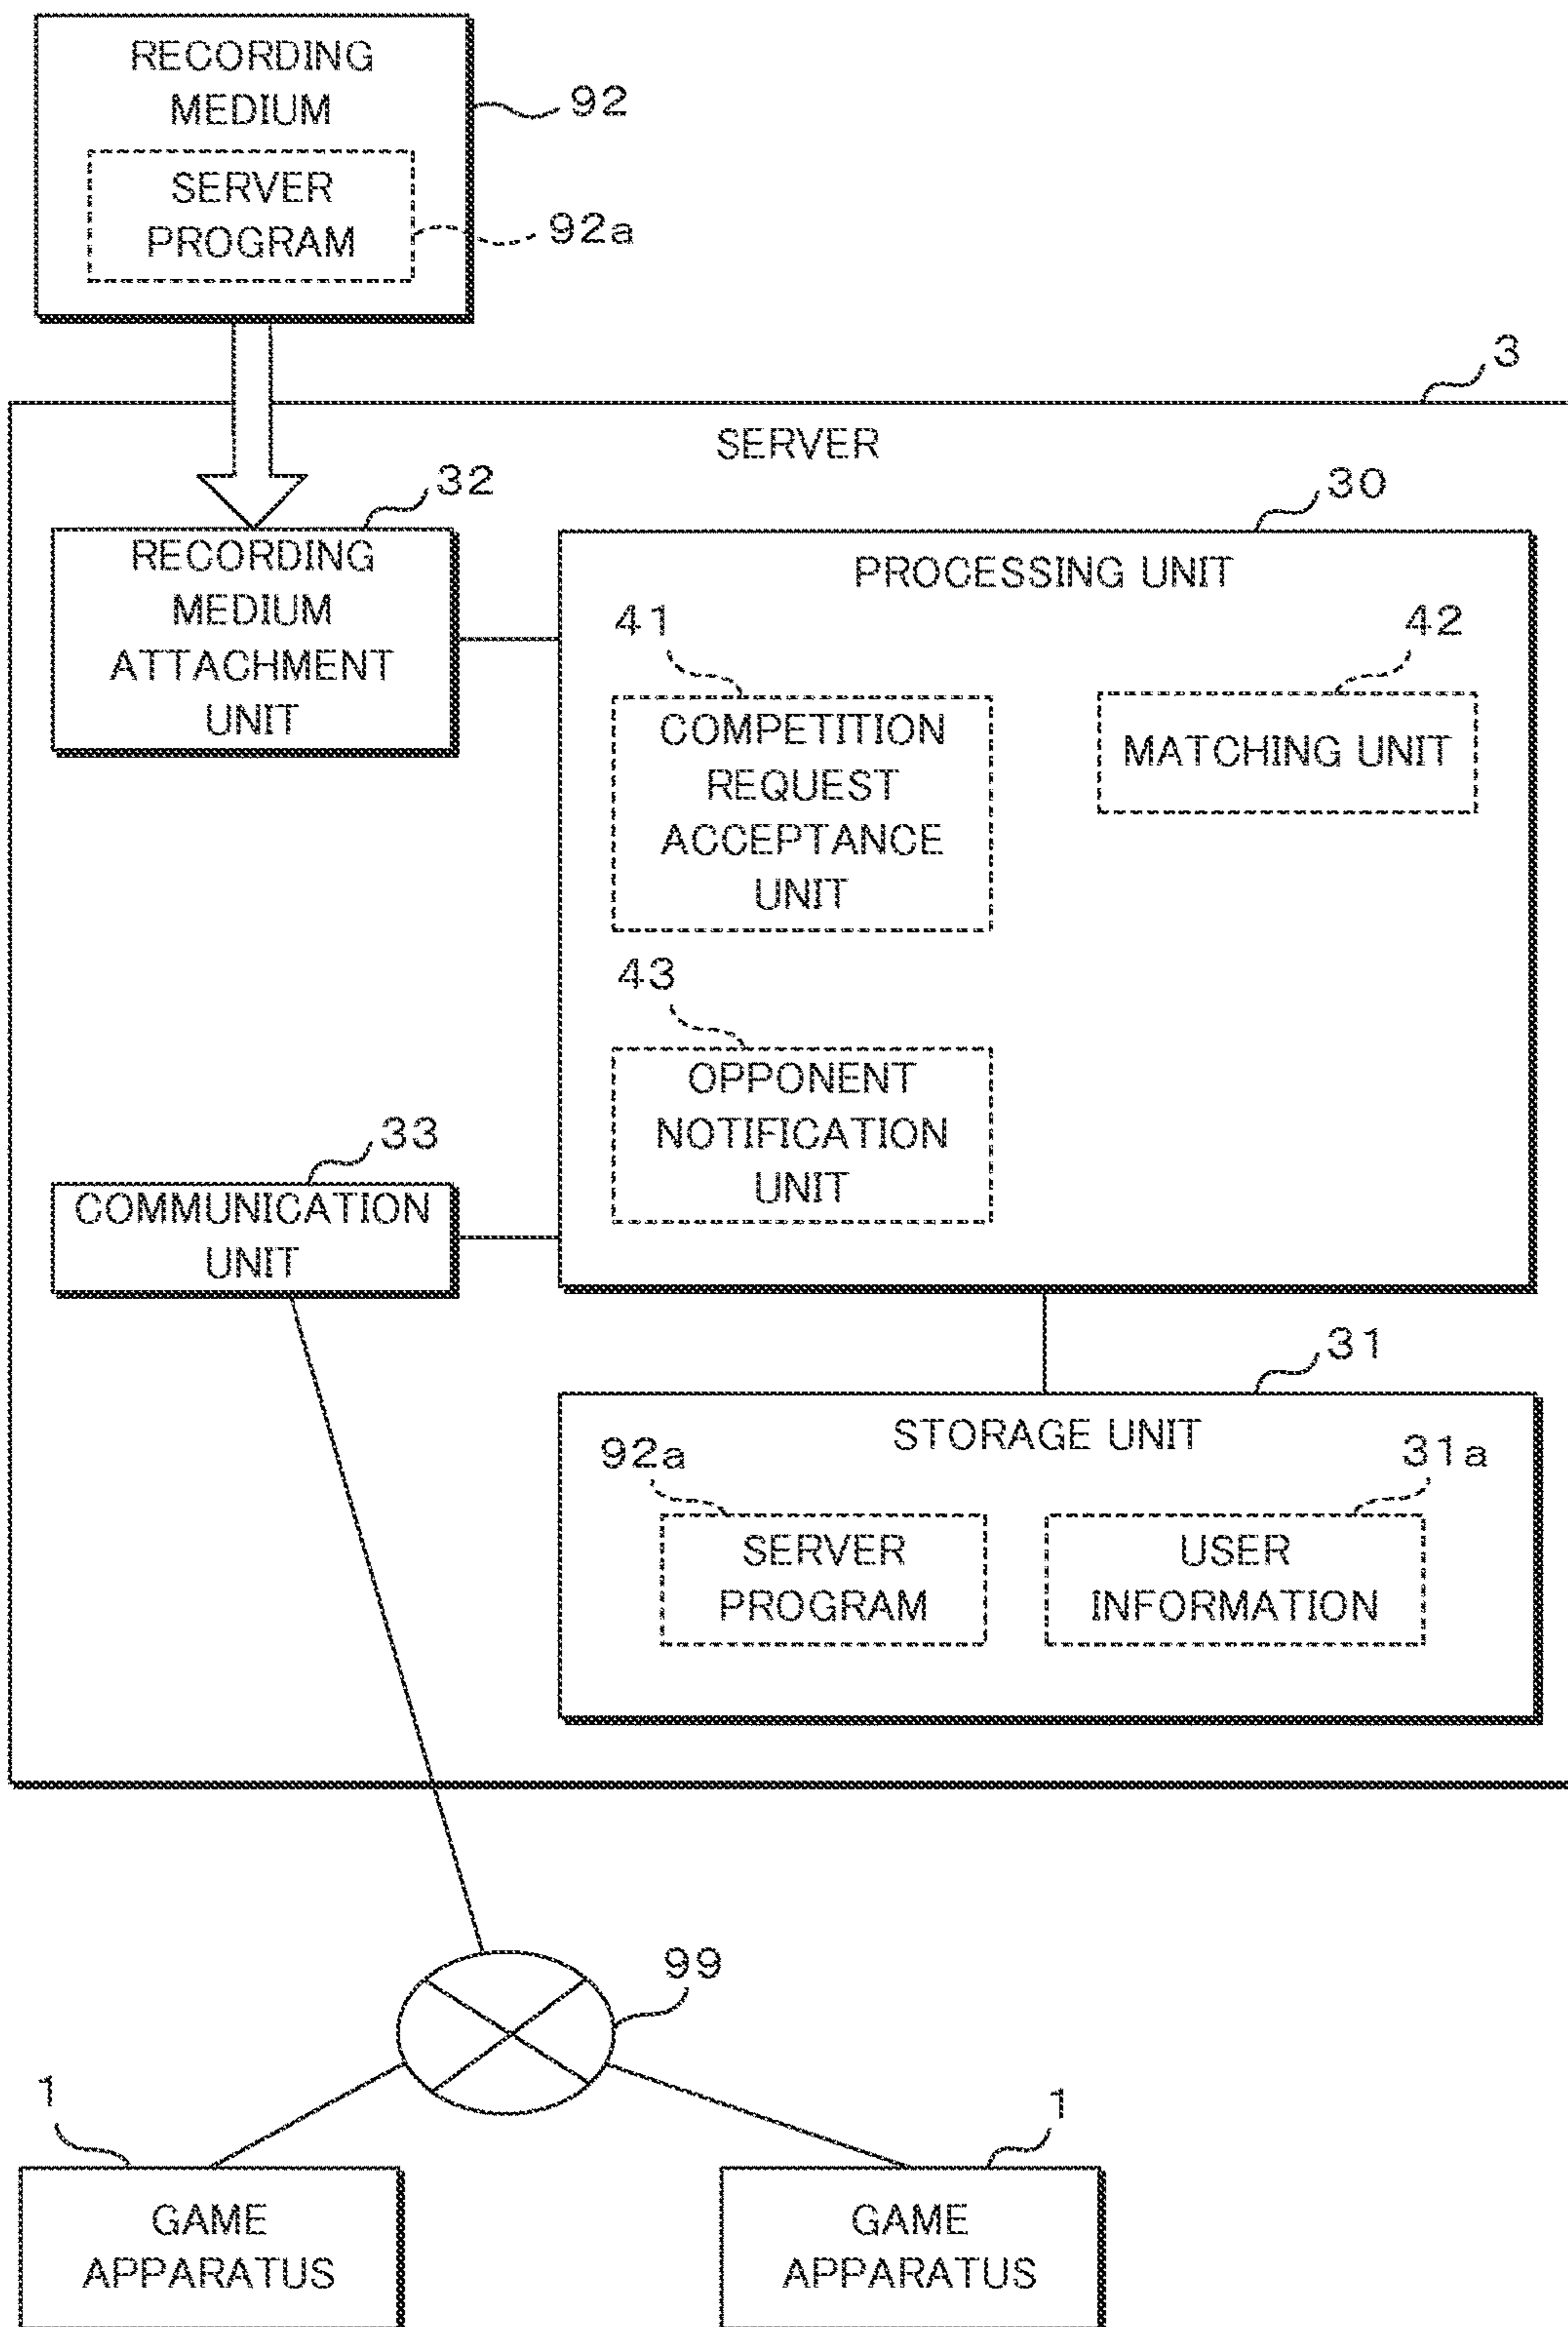 RECORDING
MEDIUM
92
SERVER
PROGRAM
92a
3
SERVER
32
RECORDING
MEDIUM
ATTACHMENT
UNIT
30
PROCESSING UNIT
41
COMPETITION
REQUEST
ACCEPTANCE
UNIT
42
MATCHING UNIT
43
OPPONENT
NOTIFICATION
UNIT
33
COMMUNICATION
UNIT
31
STORAGE UNIT
92a
SERVER
PROGRAM
31a
USER
INFORMATION
99
1
GAME
APPARATUS
1
GAME
APPARATUS